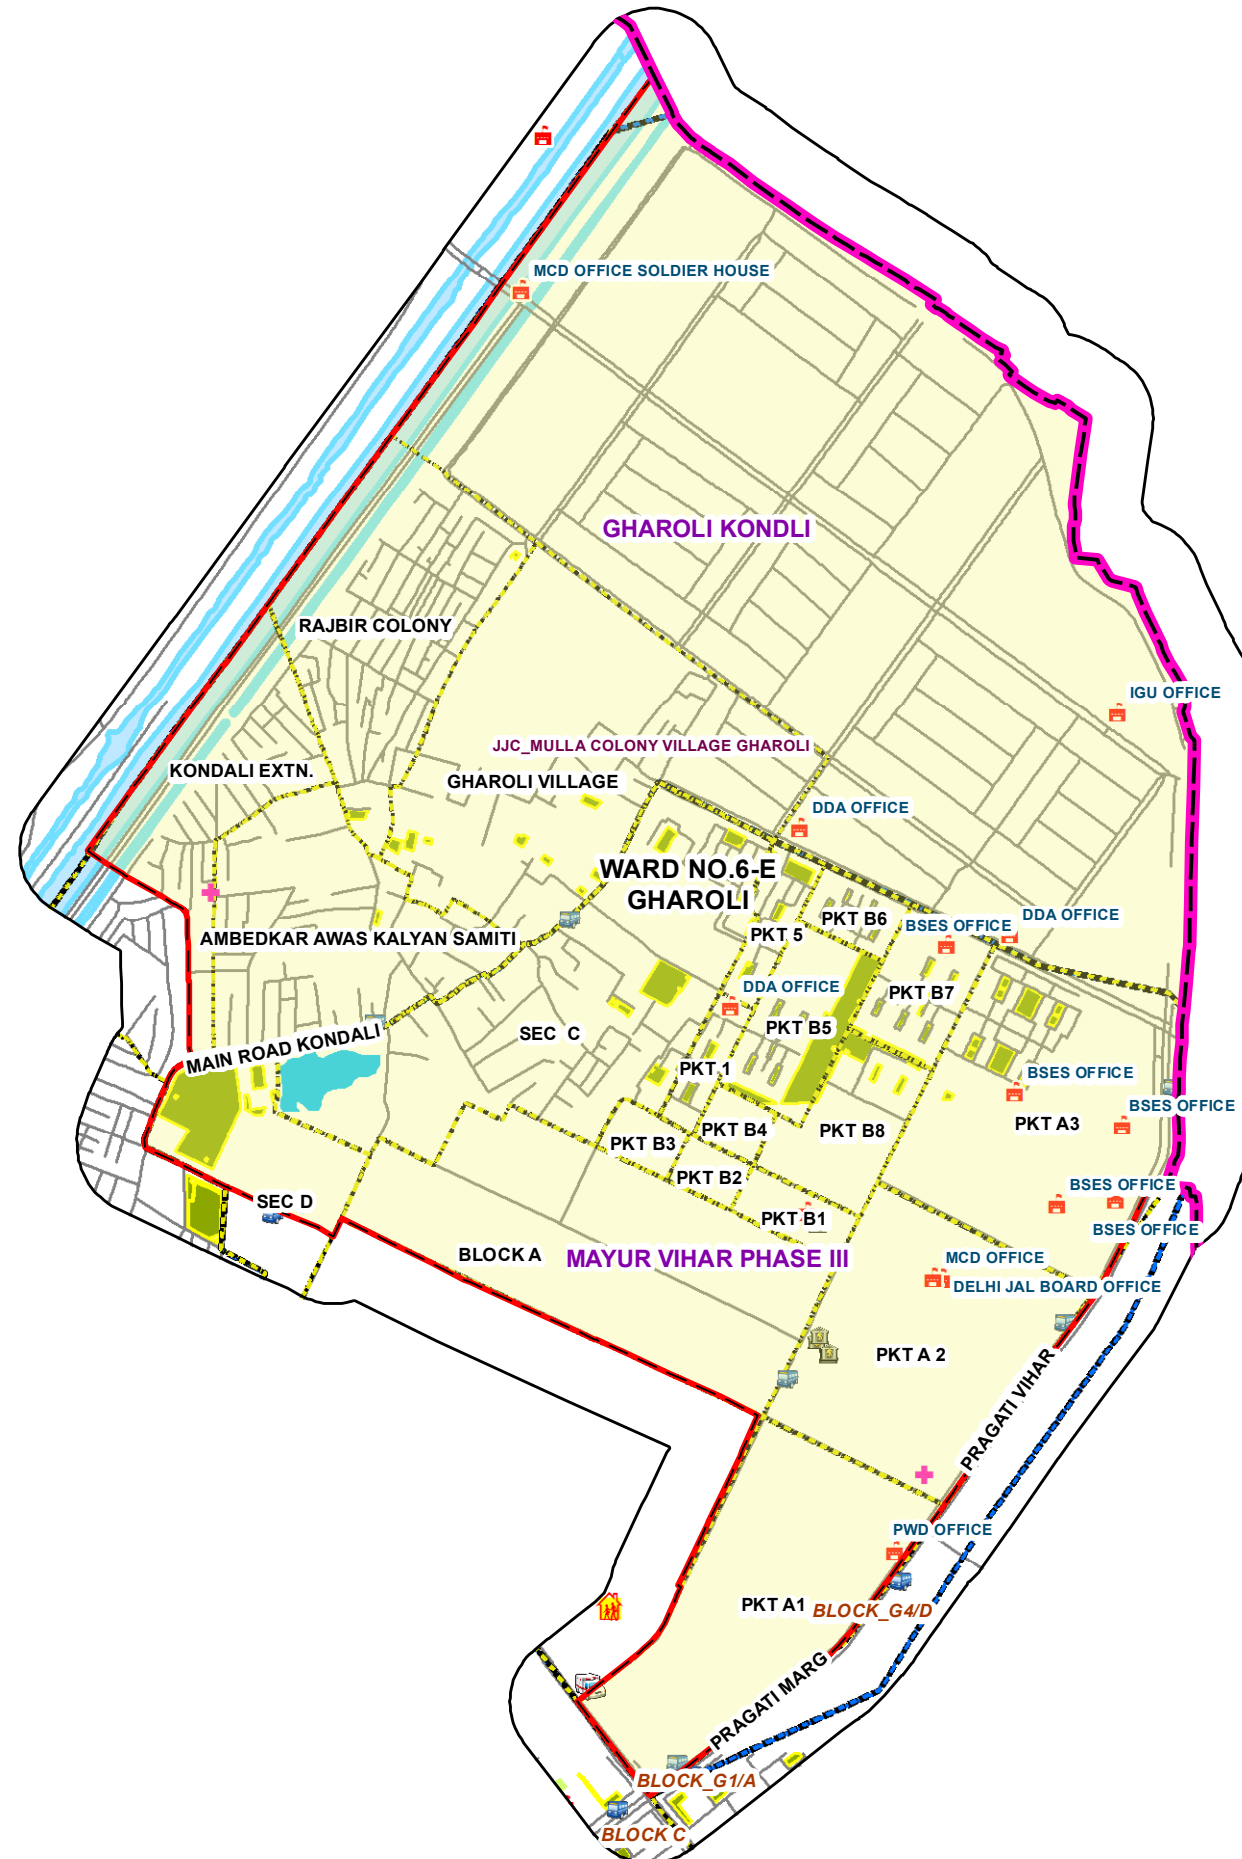 MCD OFFICE SOLDIER HOUSE
GHAROLI KONDLI
RAJBIR COLONY
IGU OFFICE
JJC_MULLA COLONY VILLAGE GHAROLI
KONDALI EXTN.
GHAROLI VILLAGE
DDA OFFICE
WARD NO.6-E
GHAROLI
PKT B6
DDA OFFICE
BSES OFFICE
PKT 5
AMBEDKAR AWAS KALYAN SAMITI
DDA OFFICE
PKT B7
PKT B5
SEC C
MAIN ROAD KONDALI
PKT 1
BSES OFFICE
BSES OFFICE
PKT A3
PKT B4
PKT B8
PKT B3
PKT B2
BSES OFFICE
SEC D
PKT B1
BSES OFFICE
BLOCK A
MAYUR VIHAR PHASE III
MCD OFFICE
DELHI JAL BOARD OFFICE
PKT A 2
PRAGATI VIHAR
PWD OFFICE
PKT A1
BLOCK_G4/D
PRAGATI MARG
BLOCK_G1/A
BLOCK C